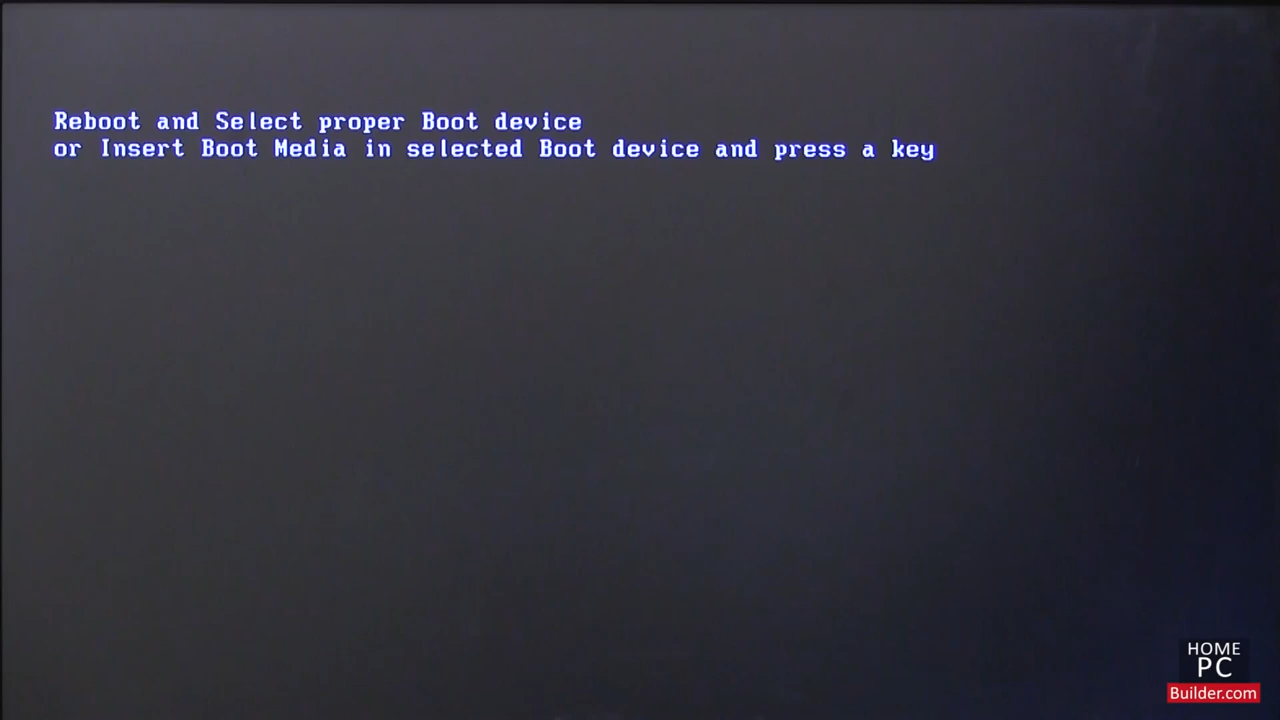 Reboot and Select proper Boot device
or Insert Boot Media in selected Boot device and press a key
HOME
PC
Builder.com